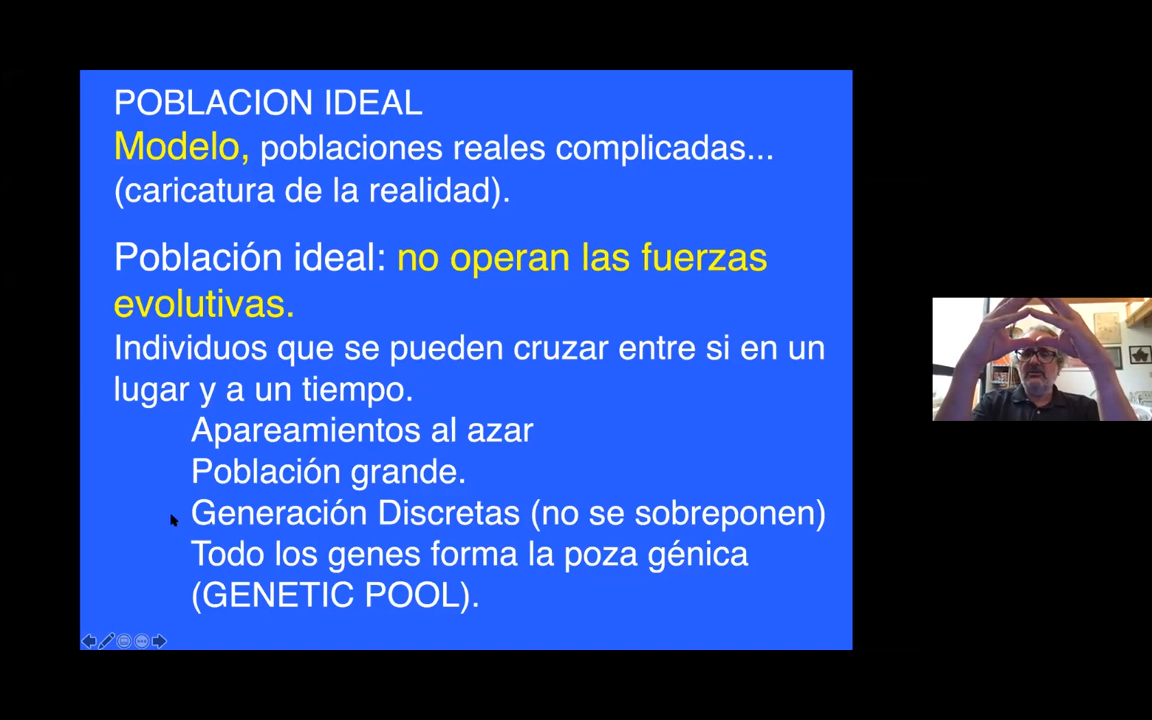 POBLACION IDEAL
Modelo, poblaciones reales complicadas...
(caricatura de la realidad).
Población ideal: no operan las fuerzas
evolutivas.
Individuos que se pueden cruzar entre si en un
lugar y a un tiempo.
Apareamientos al azar
Población grande.
Generación Discretas (no se sobreponen)
Todo los genes forma la poza génica
(GENETIC POOL).